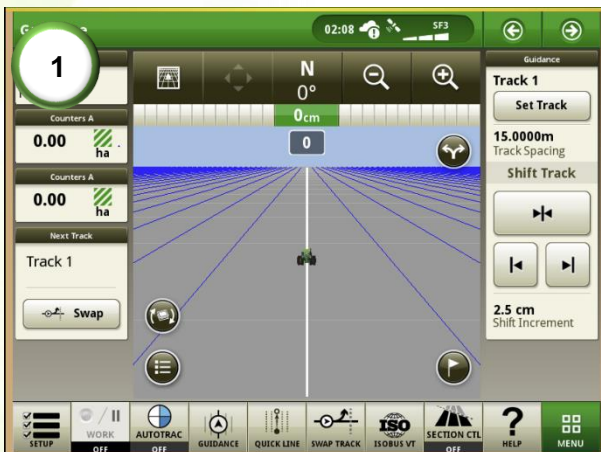 G
02:08
SF3
1
Counters A
0.00
ha
Counters A
0.00
ha
Next Track
Track 1
Swap
N
0°
0cm
0
Guidance
Track 1
Set Track
15.0000m
Track Spacing
Shift Track
2.5 cm
Shift Increment
SETUP
WORK
OFF
AUTOTRAC
OFF
GUIDANCE
QUICK LINE
SWAP TRACK
ISO
ISOBUS VT
SECTION CTL
OFF
?
HELP
MENU